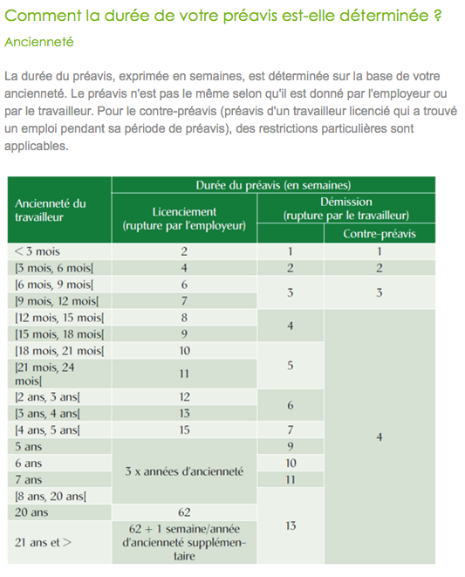 Comment la durée de votre préavis est-elle déterminée ?
Ancienneté
La durée du préavis, exprimée en semaines, est déterminée sur la base de votre
ancienneté. Le préavis n'est pas le même selon qu'il est donné par l'employeur ou
par le travailleur. Pour le contre-préavis (préavis d'un travailleur licencié qui a trouvé
un emploi pendant sa période de préavis), des restrictions particulières sont
applicables.
Ancienneté du
travailleur
Durée du préavis (en semaines)
Licenciement
(rupture par l'employeur)
Démission
(rupture par le travailleur)
Contre-préavis
< 3 mois 2 1 1
[3 mois, 6 mois[ 4 2 2
[6 mois, 9 mois[ 6 3 3
[9 mois, 12 mois[ 7
[12 mois, 15 mois[ 8 4 4
[15 mois, 18 mois[ 9
[18 mois, 21 mois[ 10 5
[21 mois, 24
mois[ 11
[2 ans, 3 ans[ 12 6
[3 ans, 4 ans[ 13
[4 ans, 5 ans[ 15 7
5 ans 3 x années d'ancienneté 9
6 ans 10
7 ans 11
[8 ans, 20 ans[ 13
20 ans 62
21 ans et > 62 + 1 semaine/année
d'ancienneté supplémen-
taire